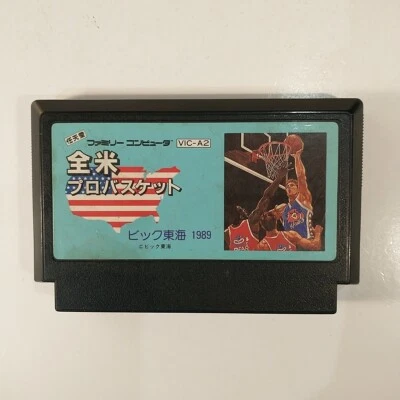 任天堂
ファミリー コンピュータ VIC-A2
全米
プロバスケット
ビック東海 1989
©ビック東海